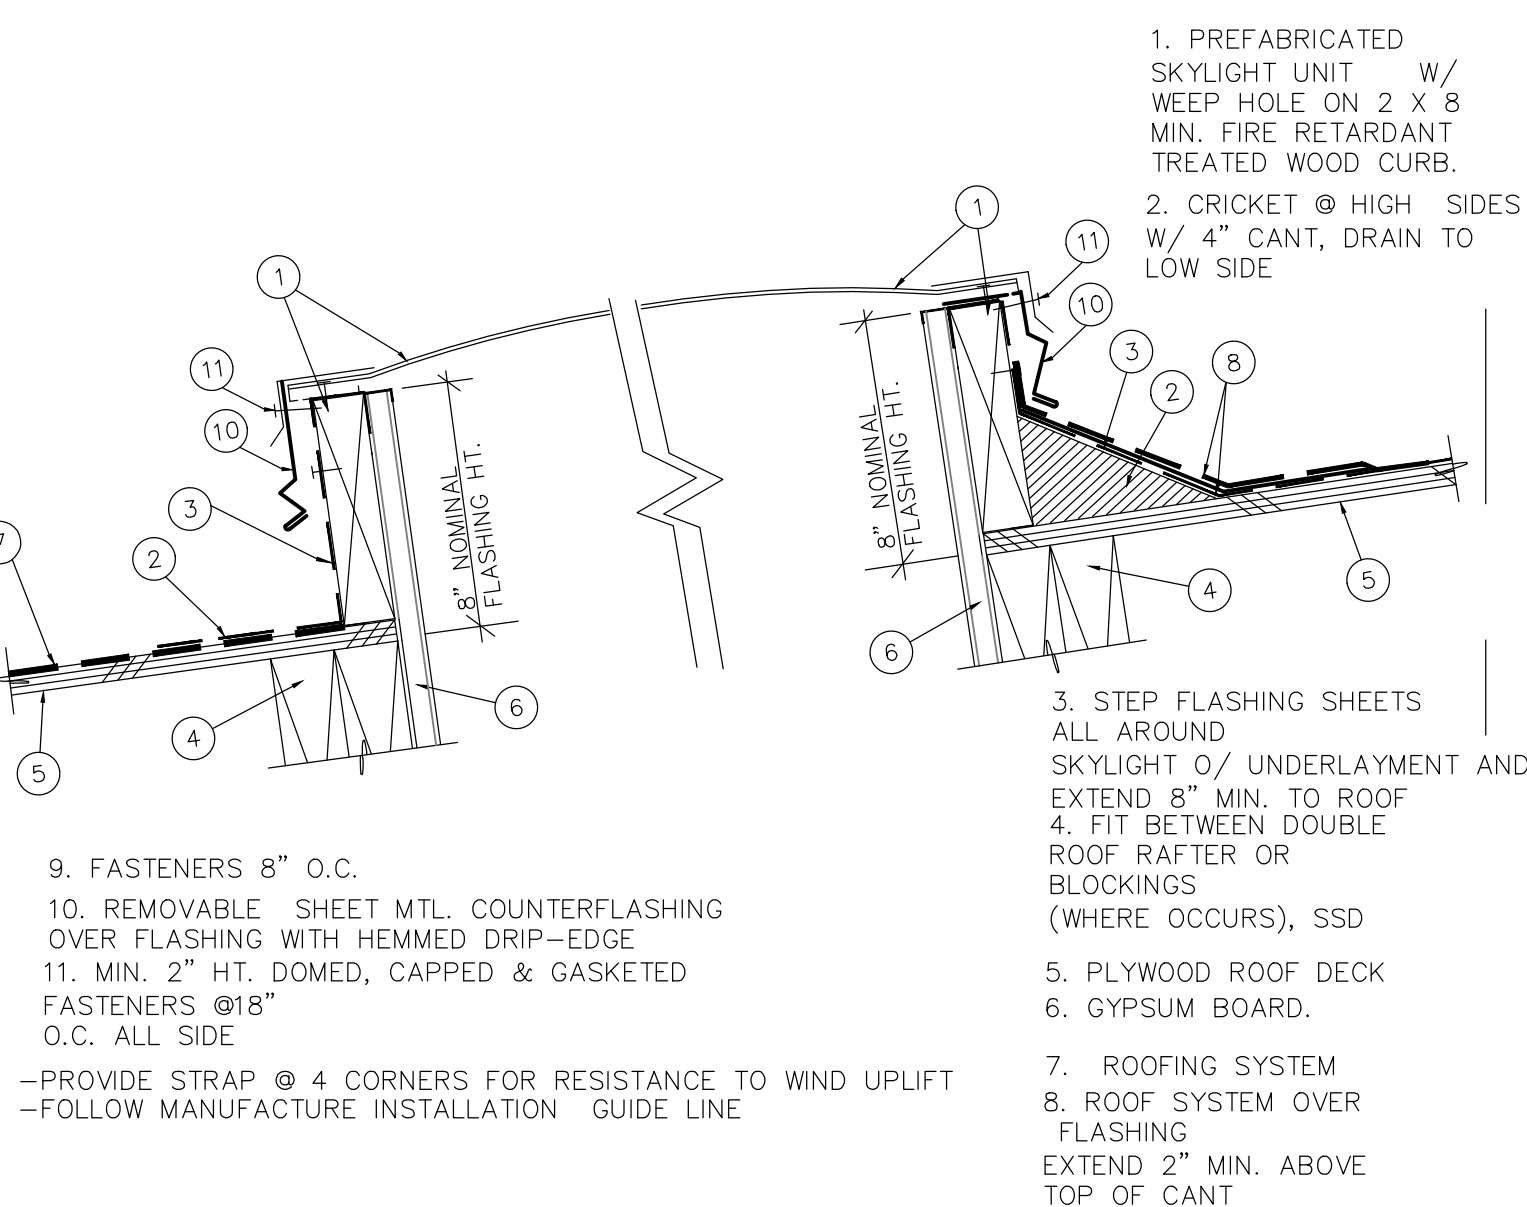 1. PREFABRICATED
SKYLIGHT UNIT W/
WEEP HOLE ON 2 X 8
MIN. FIRE RETARDANT
TREATED WOOD CURB.
2. CRICKET @ HIGH SIDES
W/ 4” CANT, DRAIN TO
LOW SIDE
1
11
10
3
8
2
1
11
10
3
2
7
8” NOMINAL
FLASHING HT.
8” NOMINAL
FLASHING HT.
4
5
6
6
4
5
3. STEP FLASHING SHEETS
ALL AROUND
SKYLIGHT O/ UNDERLAYMENT AND
EXTEND 8” MIN. TO ROOF
4. FIT BETWEEN DOUBLE
ROOF RAFTER OR
BLOCKINGS
(WHERE OCCURS), SSD
5. PLYWOOD ROOF DECK
6. GYPSUM BOARD.
7. ROOFING SYSTEM
8. ROOF SYSTEM OVER
FLASHING
EXTEND 2” MIN. ABOVE
TOP OF CANT
9. FASTENERS 8” O.C.
10. REMOVABLE SHEET MTL. COUNTERFLASHING
OVER FLASHING WITH HEMMED DRIP-EDGE
11. MIN. 2” HT. DOMED, CAPPED & GASKETED
FASTENERS @18”
O.C. ALL SIDE
-PROVIDE STRAP @ 4 CORNERS FOR RESISTANCE TO WIND UPLIFT
-FOLLOW MANUFACTURE INSTALLATION GUIDE LINE